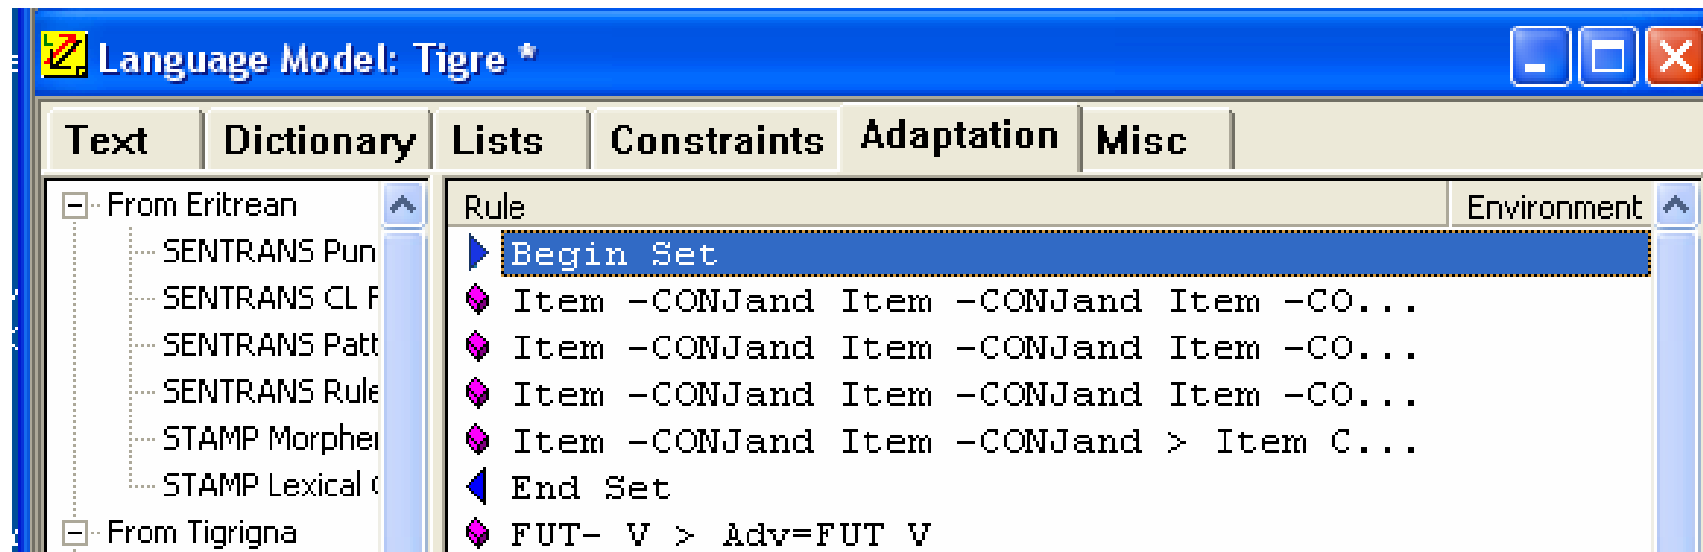 Language Model: Tigre *
Text Dictionary Lists Constraints Adaptation Misc
From Eritrean
SENTRANS Pun
SENTRANS CL F
SENTRANS Patt
SENTRANS Rule
STAMP Morpher
STAMP Lexical C
From Tigrigna
Rule Environment
Begin Set
Item -CONJand Item -CONJand Item -CO...
Item -CONJand Item -CONJand Item -CO...
Item -CONJand Item -CONJand Item -CO...
Item -CONJand Item -CONJand > Item C...
End Set
FUT- V > Adv=FUT V